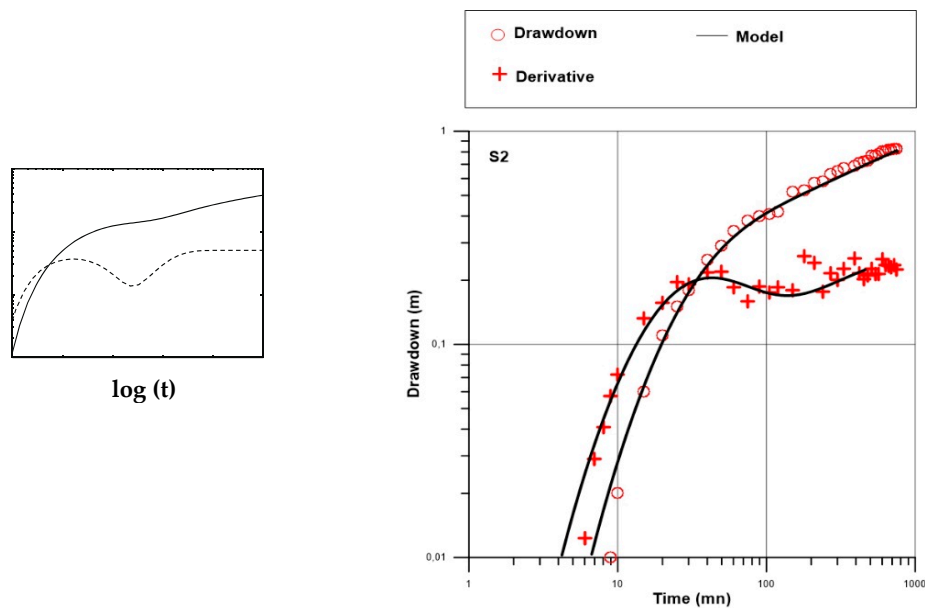 Drawdown
Model
Derivative
S2
1
0,1
0,01
Drawdown (m)
1
10
100
1000
Time (mn)
log (t)